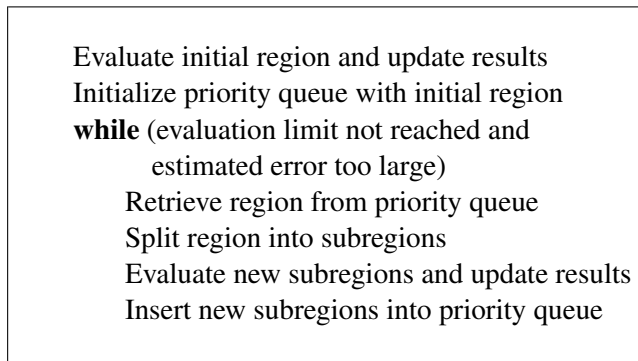 Evaluate initial region and update results
Initialize priority queue with initial region
while (evaluation limit not reached and
estimated error too large)
Retrieve region from priority queue
Split region into subregions
Evaluate new subregions and update results
Insert new subregions into priority queue